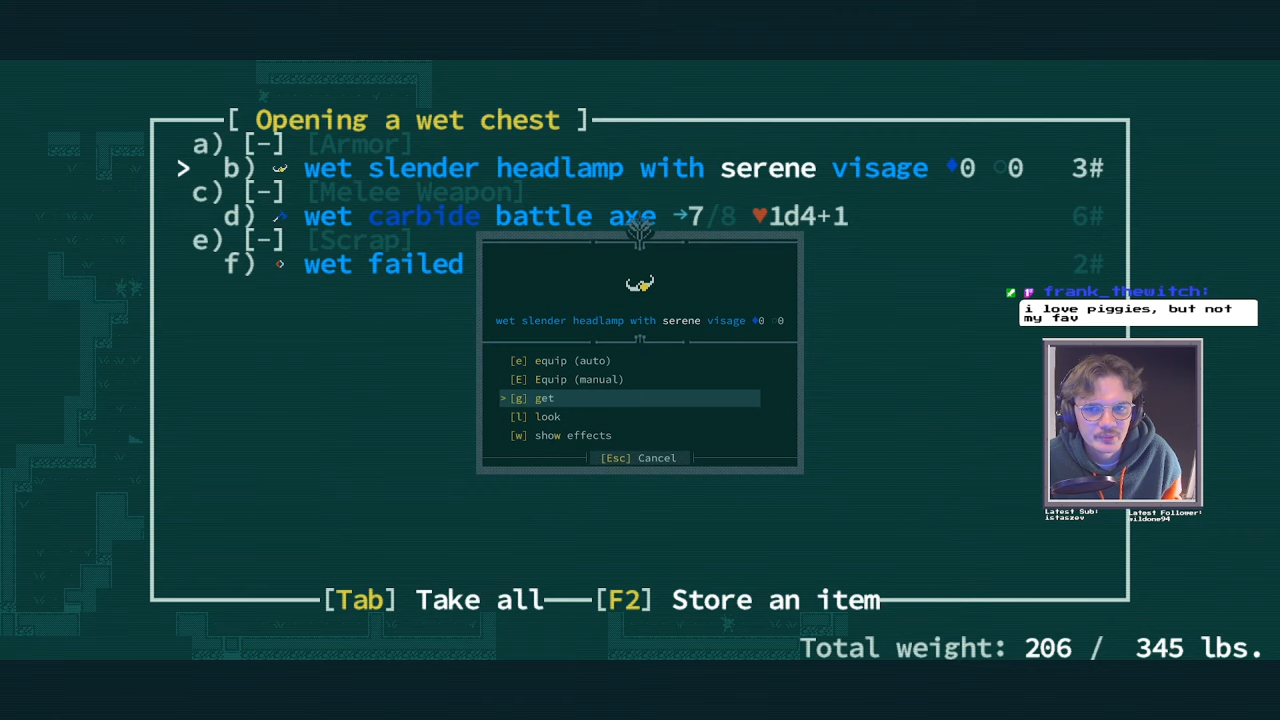 [ Opening a wet chest ]
a) [-] [Armor]
> b) wet slender headlamp with serene visage ♦0 ○0 3#
c) [-] [Melee Weapon]
d) wet carbide battle axe →7/8 ♥1d4+1 6#
e) [-] [Scrap]
f) wet failed 2#
wet slender headlamp with serene visage ♦0 ○0
[e] equip (auto)
[E] Equip (manual)
> [g] get
[l] look
[w] show effects
[Esc] Cancel
frank_thewitch:
i love piggies, but not
my fav
Latest Sub:
istaszev
Latest Follower:
wildone94
[Tab] Take all
[F2] Store an item
Total weight: 206 / 345 lbs.